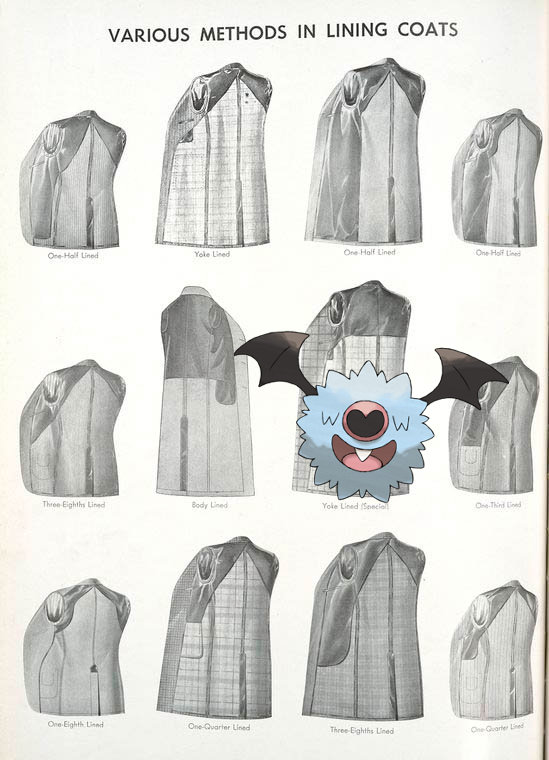 VARIOUS METHODS IN LINING COATS
One-Half Lined
Yoke Lined
One-Half Lined
One-Half Lined
Three-Eighths Lined
Body Lined
Yoke Lined (Special)
One-Third Lined
One-Eighth Lined
One-Quarter Lined
Three-Eighths Lined
One-Quarter Lined